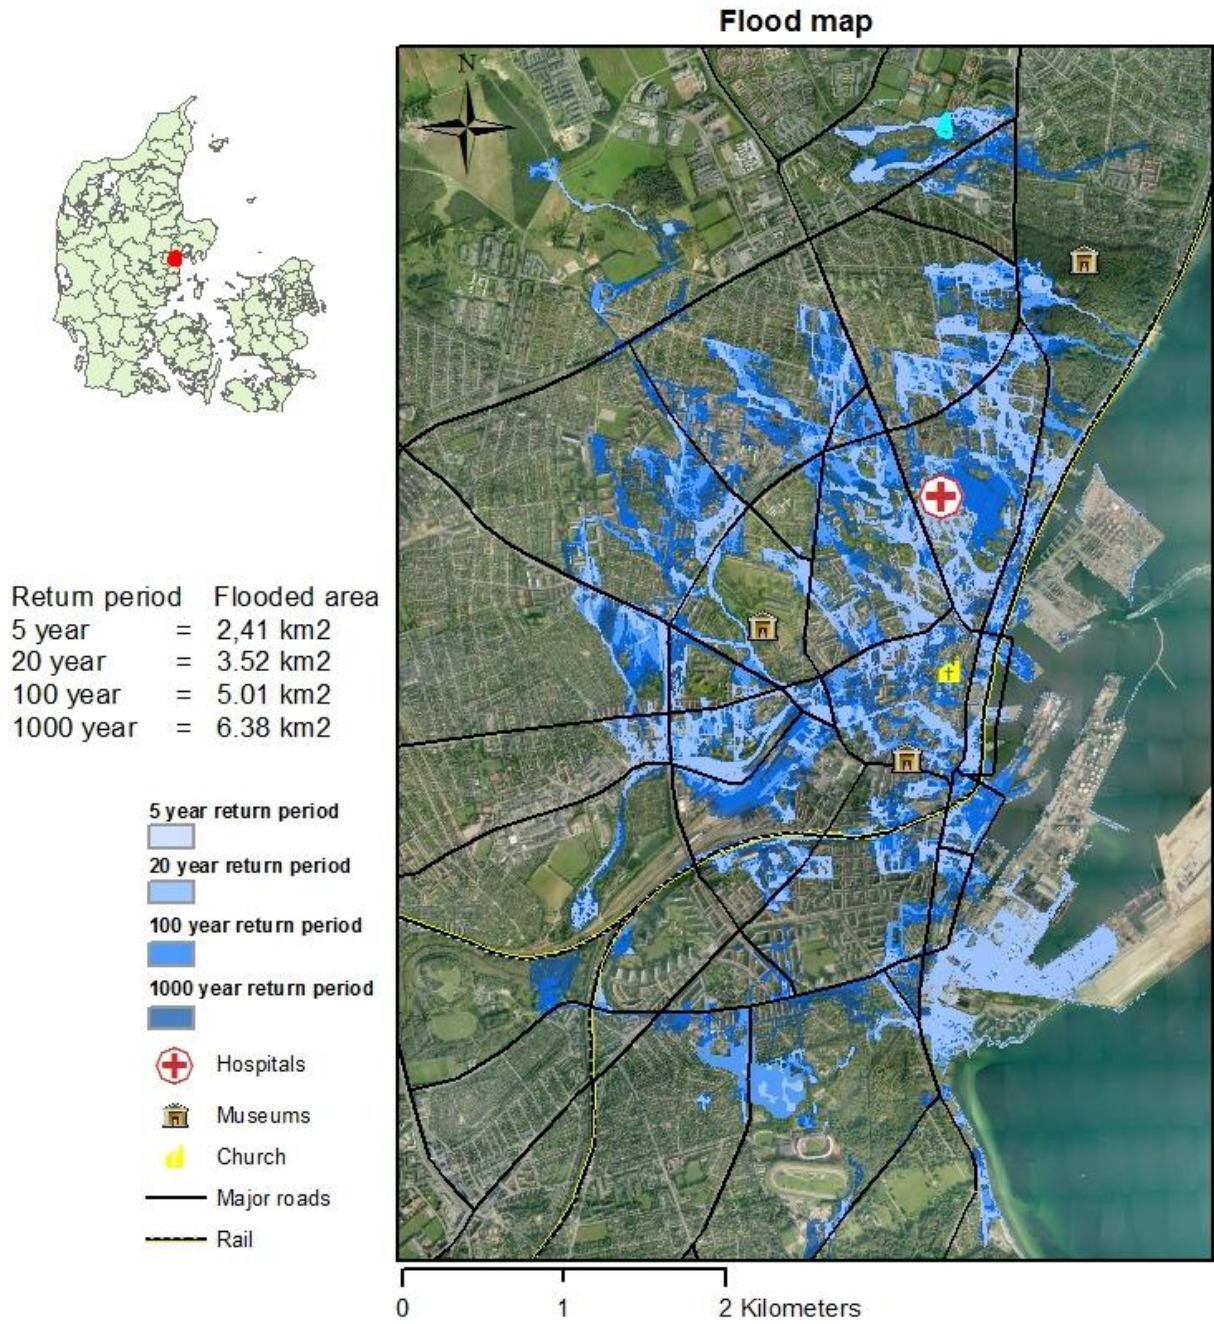 Flood map
N
Return period Flooded area
5 year = 2,41 km2
20 year = 3.52 km2
100 year = 5.01 km2
1000 year = 6.38 km2
5 year return period
20 year return period
100 year return period
1000 year return period
Hospitals
Museums
Church
Major roads
Rail
0 1 2 Kilometers